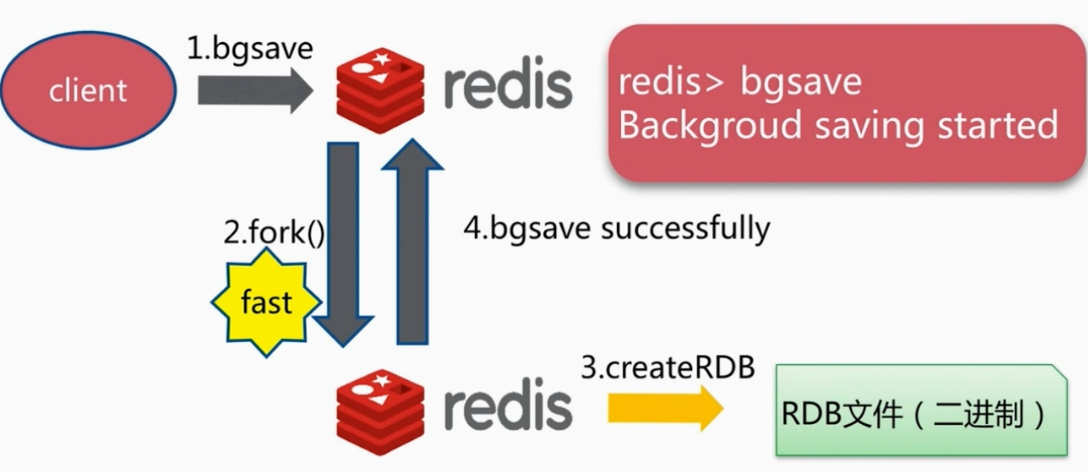 client
1.bgsave
redis
redis> bgsave
Backgroud saving started
2.fork()
fast
4.bgsave successfully
redis
3.createRDB
RDB文件（二进制）